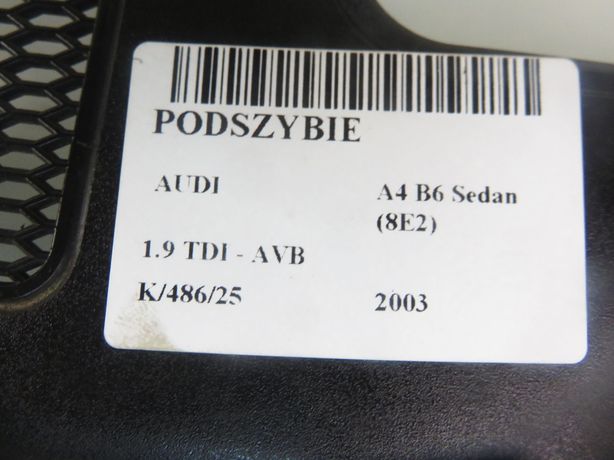 PODSZYBIE
AUDI A4 B6 Sedan
(8E2)
1.9 TDI - AVB
K/486/25 2003